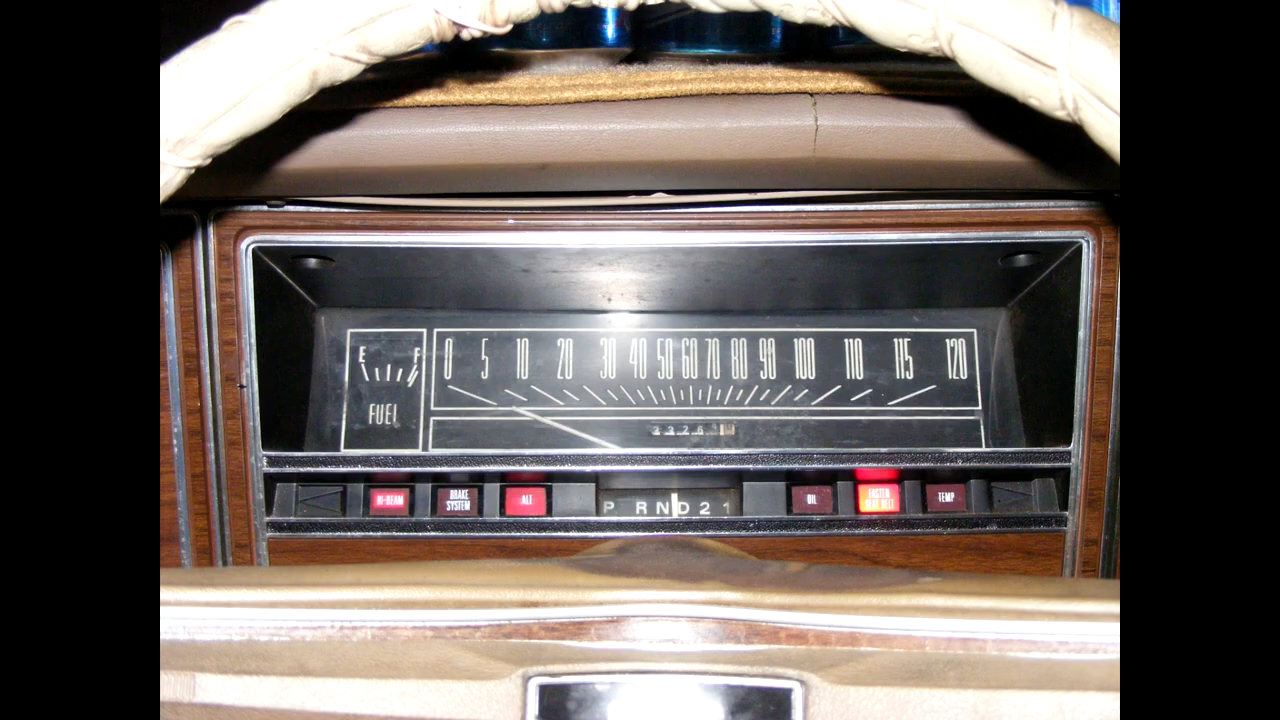 E F
FUEL
0 5 10 20 30 40 50 60 70 80 90 100 110 115 120
HI-BEAM
BRAKE
SYSTEM
ALT
P R N D 2 1
OIL
FASTEN
SEAT BELT
TEMP